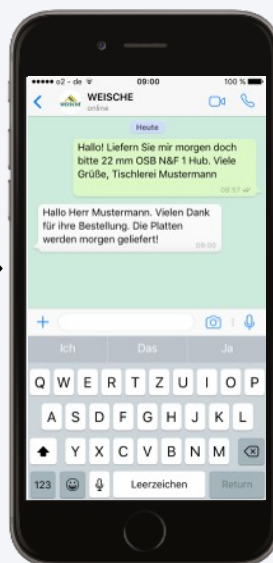 o2 - de
09:00
100 %
WEISCHE
WEISCHE
online
Heute
Hallo! Liefern Sie mir morgen doch
bitte 22 mm OSB N&F 1 Hub. Viele
Grüße, Tischlerei Mustermann
08:57
Hallo Herr Mustermann. Vielen Dank
für ihre Bestellung. Die Platten
werden morgen geliefert!
09:00
Ich Das Ja
Q W E R T Z U I O P
A S D F G H J K L
Y X C V B N M
123 Leerzeichen Return